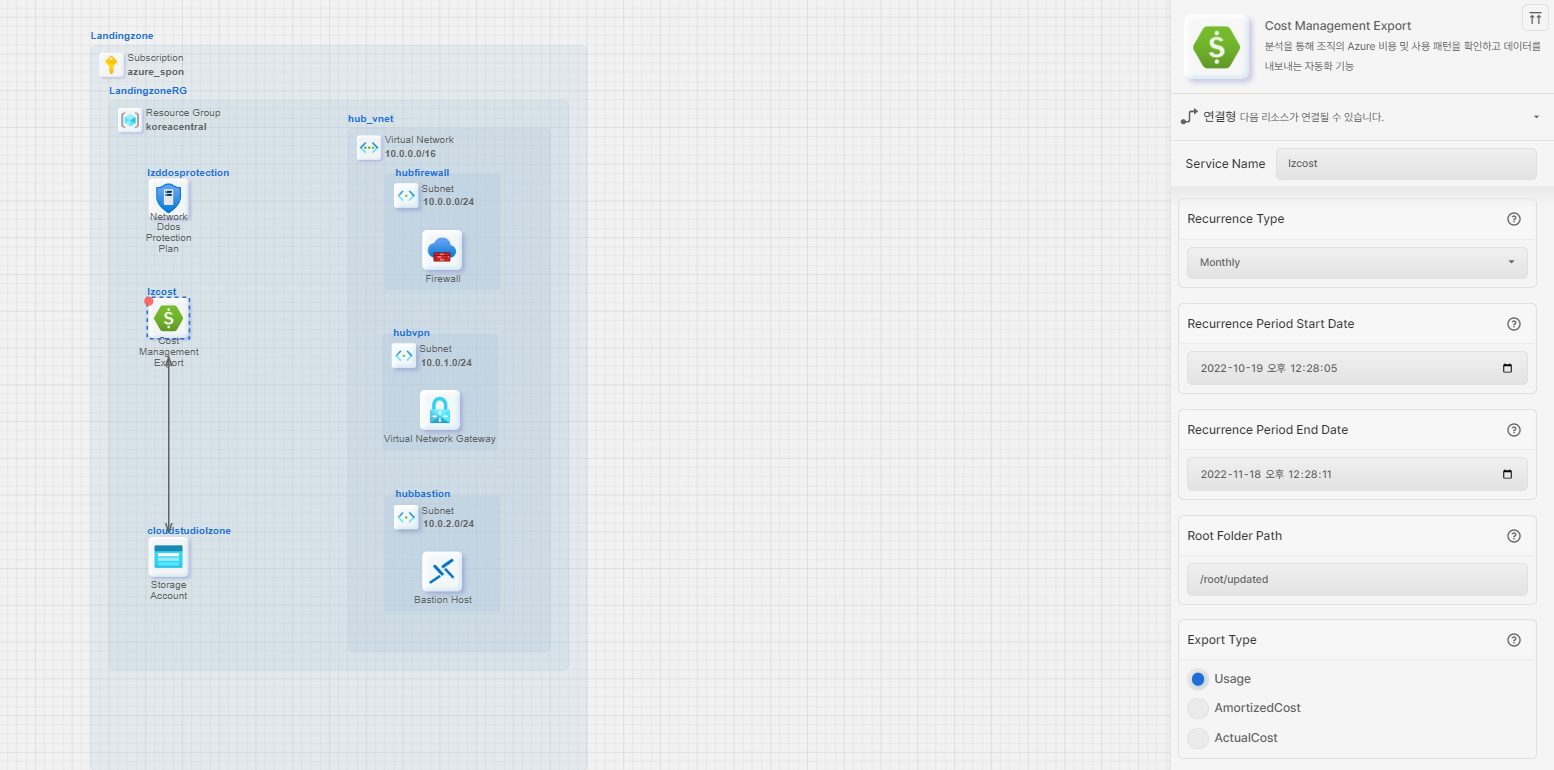 Landingzone
Subscription
azure_spon
LandingzoneRG
Resource Group
koreacentral
lzddosprotection
Network
Ddos
Protection
Plan
lzcost
Cost
Management
Export
cloudstudiolzone
Storage
Account
hub_vnet
Virtual Network
10.0.0.0/16
hubfirewall
Subnet
10.0.0.0/24
Firewall
hubvpn
Subnet
10.0.1.0/24
Virtual Network Gateway
hubbastion
Subnet
10.0.2.0/24
Bastion Host
Cost Management Export
분석을 통해 조직의 Azure 비용 및 사용 패턴을 확인하고 데이터를
내보내는 자동화 기능
연결형 다음 리소스가 연결될 수 있습니다.
Service Name lzcost
Recurrence Type
Monthly
Recurrence Period Start Date
2022-10-19 오후 12:28:05
Recurrence Period End Date
2022-11-18 오후 12:28:11
Root Folder Path
/root/updated
Export Type
Usage
AmortizedCost
ActualCost